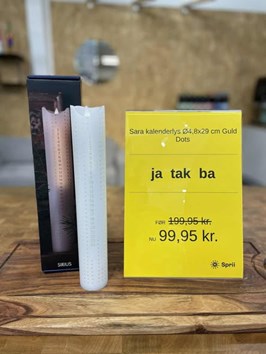 Sara kalenderlys Ø4,8x29 cm Guld
Dots
ja tak ba
FØR 199,95 kr.
NU 99,95 kr.
Sprii
SIRIUS